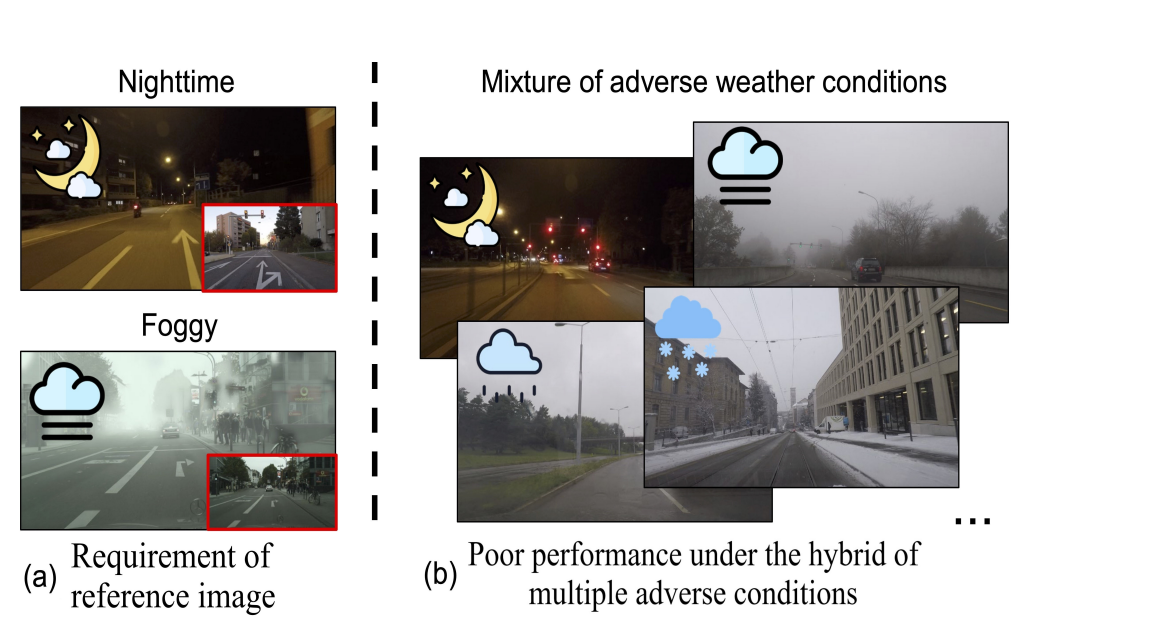 Nighttime
Foggy
(a) Requirement of
reference image
Mixture of adverse weather conditions
...
(b) Poor performance under the hybrid of
multiple adverse conditions